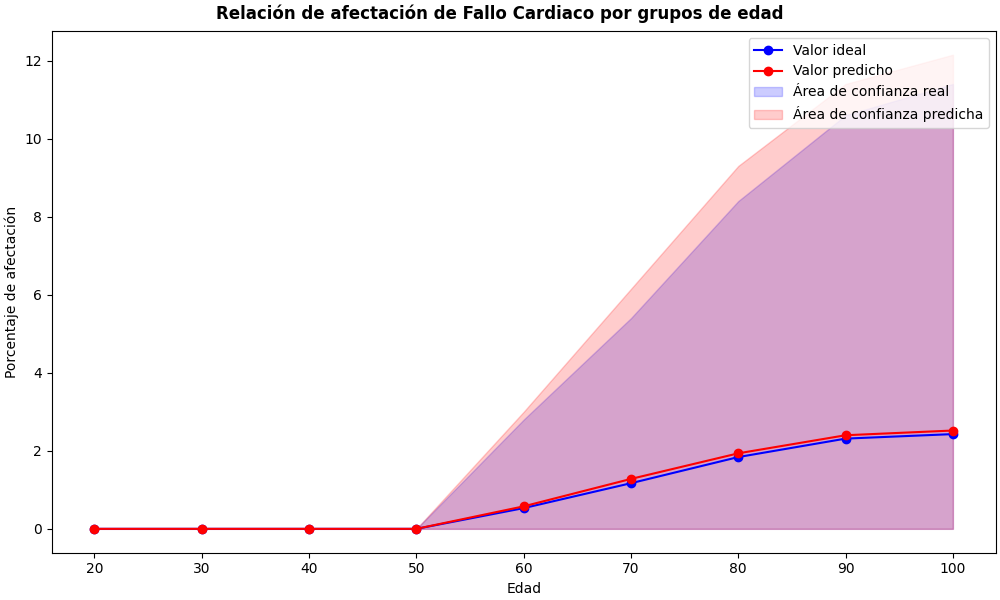 Relación de afectación de Fallo Cardiaco por grupos de edad
Valor ideal
Valor predicho
Área de confianza real
Área de confianza predicha
Porcentaje de afectación
12
10
8
6
4
2
0
20 30 40 50 60 70 80 90 100
Edad